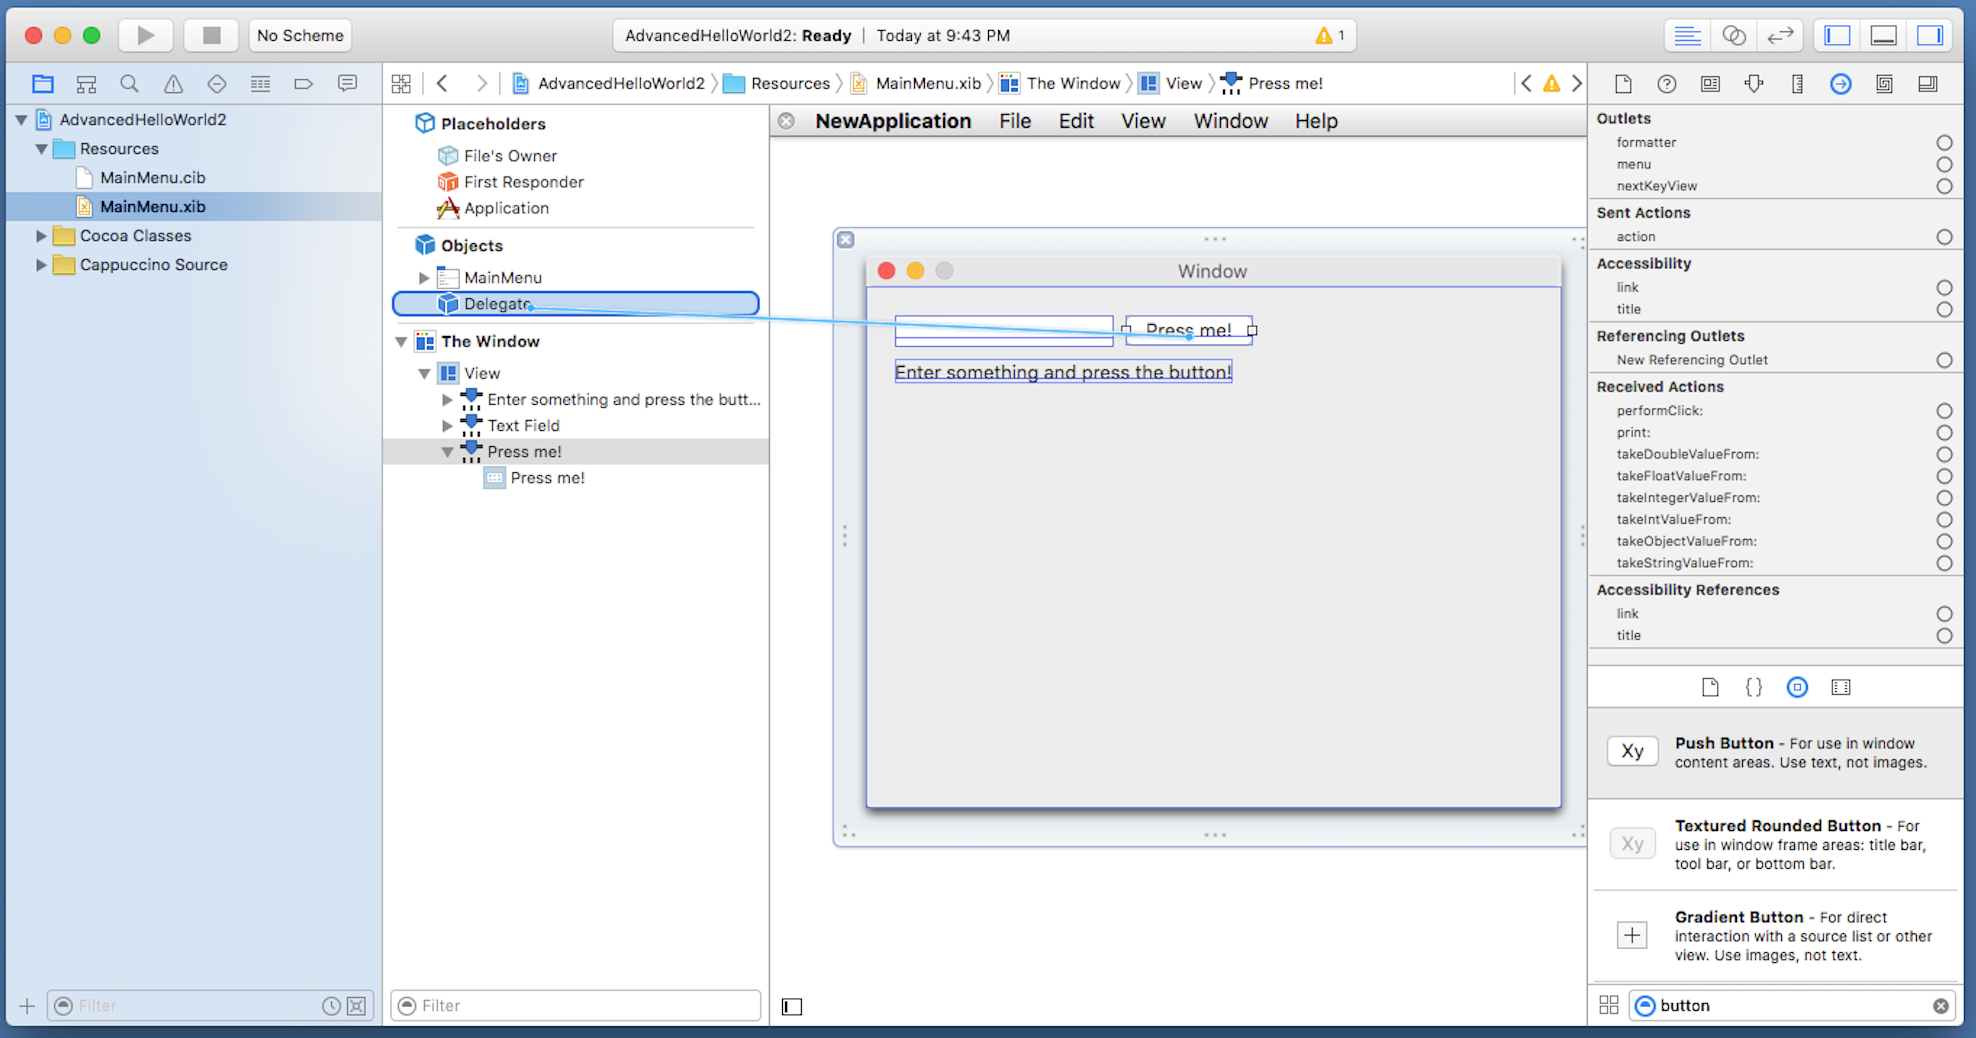 No Scheme
AdvancedHelloWorld2: Ready | Today at 9:43 PM
1
AdvancedHelloWorld2
Resources
MainMenu.cib
MainMenu.xib
Cocoa Classes
Cappuccino Source
Filter
AdvancedHelloWorld2 Resources MainMenu.xib The Window View Press me!
Placeholders
File's Owner
First Responder
Application
Objects
MainMenu
Delegate
The Window
View
Enter something and press the butt...
Text Field
Press me!
Press me!
Filter
NewApplication File Edit View Window Help
Window
Press me!
Enter something and press the button!
Outlets
formatter
menu
nextKeyView
Sent Actions
action
Accessibility
link
title
Referencing Outlets
New Referencing Outlet
Received Actions
performClick:
print:
takeDoubleValueFrom:
takeFloatValueFrom:
takeIntegerValueFrom:
takeIntValueFrom:
takeObjectValueFrom:
takeStringValueFrom:
Accessibility References
link
title
{}
Xy
Push Button - For use in window
content areas. Use text, not images.
Xy
Textured Rounded Button - For
use in window frame areas: title bar,
tool bar, or bottom bar.
Gradient Button - For direct
interaction with a source list or other
view. Use images, not text.
button